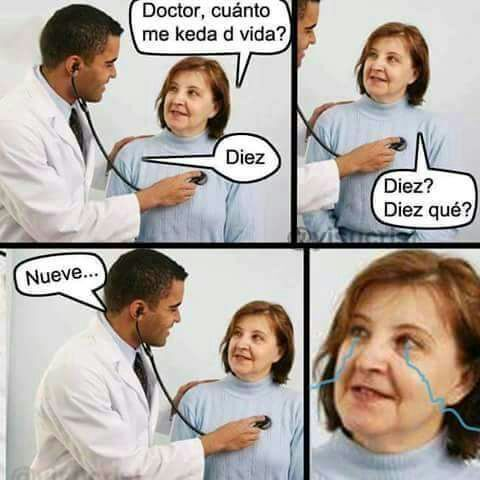 Doctor, cuánto
me keda d vida?
Diez
Diez?
Diez qué?
Nueve...